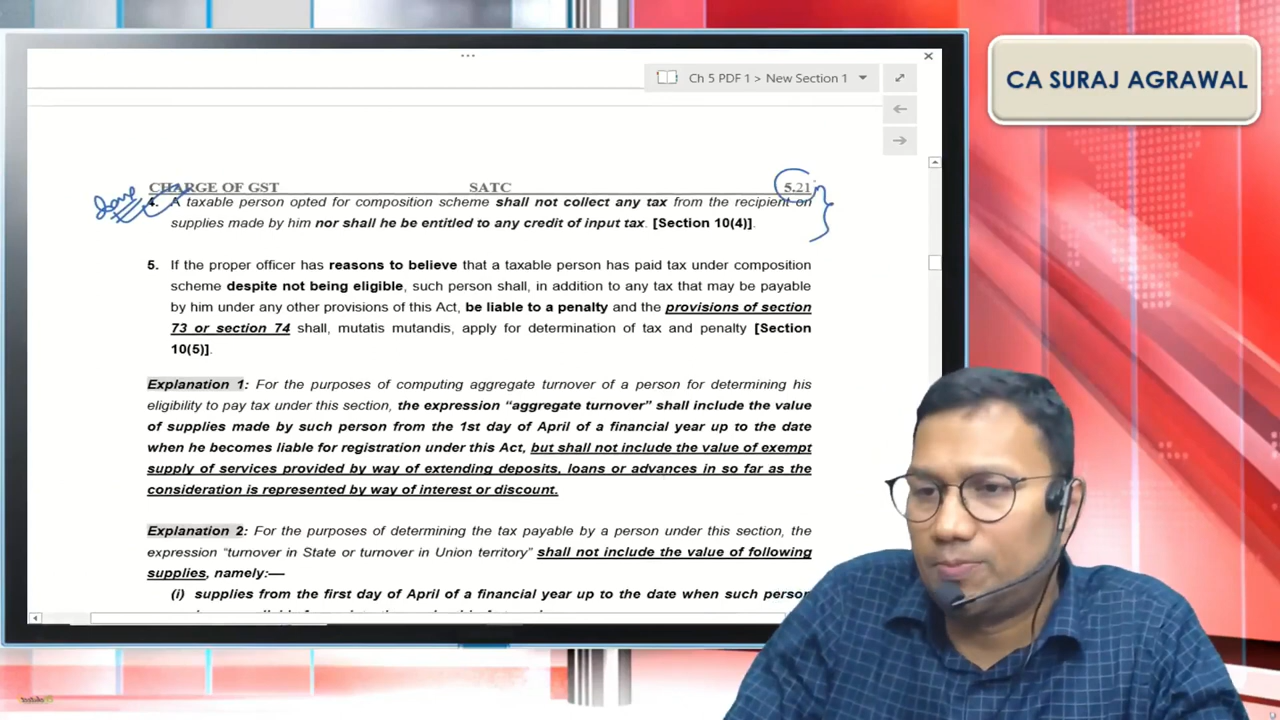 CA SURAJ AGRAWAL
Ch 5 PDF 1 > New Section 1
CHARGE OF GST SATC 5.21
4. A taxable person opted for composition scheme shall not collect any tax from the recipient on
supplies made by him nor shall he be entitled to any credit of input tax. [Section 10(4)].
5. If the proper officer has reasons to believe that a taxable person has paid tax under composition
scheme despite not being eligible, such person shall, in addition to any tax that may be payable
by him under any other provisions of this Act, be liable to a penalty and the provisions of section
73 or section 74 shall, mutatis mutandis, apply for determination of tax and penalty [Section
10(5)].
Explanation 1: For the purposes of computing aggregate turnover of a person for determining his
eligibility to pay tax under this section, the expression “aggregate turnover” shall include the value
of supplies made by such person from the 1st day of April of a financial year up to the date
when he becomes liable for registration under this Act, but shall not include the value of exempt
supply of services provided by way of extending deposits, loans or advances in so far as the
consideration is represented by way of interest or discount.
Explanation 2: For the purposes of determining the tax payable by a person under this section, the
expression “turnover in State or turnover in Union territory” shall not include the value of following
supplies, namely:—
(i) supplies from the first day of April of a financial year up to the date when such person